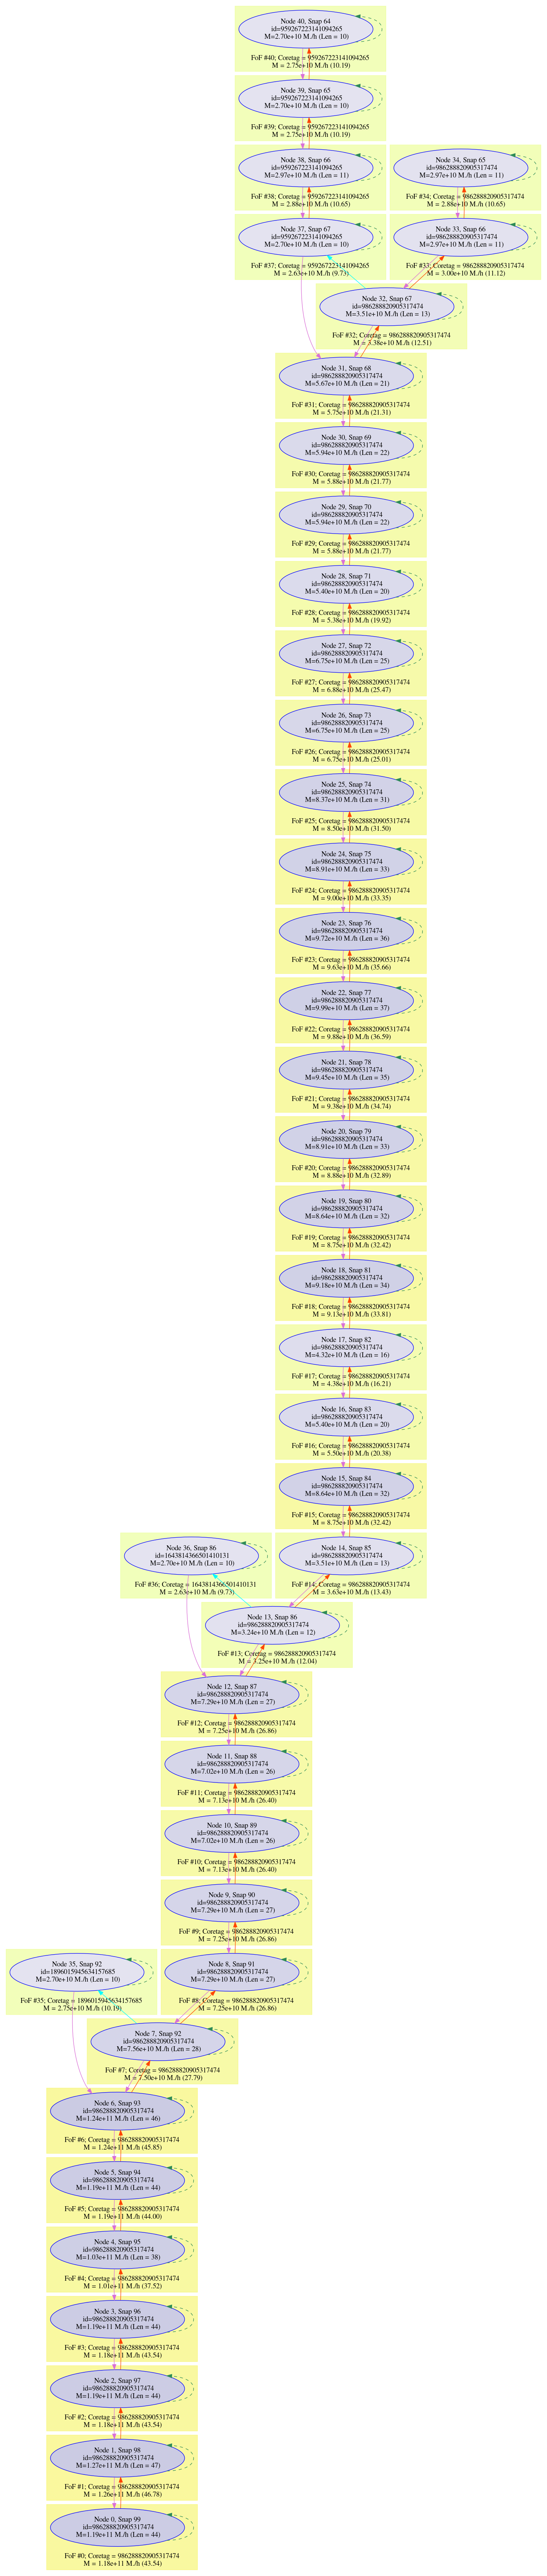 Node 40, Snap 64
id=959267223141094265
M=2.70e+10 M./h (Len = 10)
FoF #40; Coretag = 959267223141094265
M = 2.75e+10 M./h (10.19)
Node 39, Snap 65
id=959267223141094265
M=2.70e+10 M./h (Len = 10)
FoF #39; Coretag = 959267223141094265
M = 2.75e+10 M./h (10.19)
Node 38, Snap 66
id=959267223141094265
M=2.97e+10 M./h (Len = 11)
FoF #38; Coretag = 959267223141094265
M = 2.88e+10 M./h (10.65)
Node 34, Snap 65
id=986288820905317474
M=2.97e+10 M./h (Len = 11)
FoF #34; Coretag = 986288820905317474
M = 2.88e+10 M./h (10.65)
Node 37, Snap 67
id=959267223141094265
M=2.70e+10 M./h (Len = 10)
FoF #37; Coretag = 959267223141094265
M = 2.63e+10 M./h (9.73)
Node 33, Snap 66
id=986288820905317474
M=2.97e+10 M./h (Len = 11)
FoF #33; Coretag = 986288820905317474
M = 3.00e+10 M./h (11.12)
Node 32, Snap 67
id=986288820905317474
M=3.51e+10 M./h (Len = 13)
FoF #32; Coretag = 986288820905317474
M = 3.38e+10 M./h (12.51)
Node 31, Snap 68
id=986288820905317474
M=5.67e+10 M./h (Len = 21)
FoF #31; Coretag = 986288820905317474
M = 5.75e+10 M./h (21.31)
Node 30, Snap 69
id=986288820905317474
M=5.94e+10 M./h (Len = 22)
FoF #30; Coretag = 986288820905317474
M = 5.88e+10 M./h (21.77)
Node 29, Snap 70
id=986288820905317474
M=5.94e+10 M./h (Len = 22)
FoF #29; Coretag = 986288820905317474
M = 5.88e+10 M./h (21.77)
Node 28, Snap 71
id=986288820905317474
M=5.40e+10 M./h (Len = 20)
FoF #28; Coretag = 986288820905317474
M = 5.38e+10 M./h (19.92)
Node 27, Snap 72
id=986288820905317474
M=6.75e+10 M./h (Len = 25)
FoF #27; Coretag = 986288820905317474
M = 6.88e+10 M./h (25.47)
Node 26, Snap 73
id=986288820905317474
M=6.75e+10 M./h (Len = 25)
FoF #26; Coretag = 986288820905317474
M = 6.75e+10 M./h (25.01)
Node 25, Snap 74
id=986288820905317474
M=8.37e+10 M./h (Len = 31)
FoF #25; Coretag = 986288820905317474
M = 8.50e+10 M./h (31.50)
Node 24, Snap 75
id=986288820905317474
M=8.91e+10 M./h (Len = 33)
FoF #24; Coretag = 986288820905317474
M = 9.00e+10 M./h (33.35)
Node 23, Snap 76
id=986288820905317474
M=9.72e+10 M./h (Len = 36)
FoF #23; Coretag = 986288820905317474
M = 9.63e+10 M./h (35.66)
Node 22, Snap 77
id=986288820905317474
M=9.99e+10 M./h (Len = 37)
FoF #22; Coretag = 986288820905317474
M = 9.88e+10 M./h (36.59)
Node 21, Snap 78
id=986288820905317474
M=9.45e+10 M./h (Len = 35)
FoF #21; Coretag = 986288820905317474
M = 9.38e+10 M./h (34.74)
Node 20, Snap 79
id=986288820905317474
M=8.91e+10 M./h (Len = 33)
FoF #20; Coretag = 986288820905317474
M = 8.88e+10 M./h (32.89)
Node 19, Snap 80
id=986288820905317474
M=8.64e+10 M./h (Len = 32)
FoF #19; Coretag = 986288820905317474
M = 8.75e+10 M./h (32.42)
Node 18, Snap 81
id=986288820905317474
M=9.18e+10 M./h (Len = 34)
FoF #18; Coretag = 986288820905317474
M = 9.13e+10 M./h (33.81)
Node 17, Snap 82
id=986288820905317474
M=4.32e+10 M./h (Len = 16)
FoF #17; Coretag = 986288820905317474
M = 4.38e+10 M./h (16.21)
Node 16, Snap 83
id=986288820905317474
M=5.40e+10 M./h (Len = 20)
FoF #16; Coretag = 986288820905317474
M = 5.50e+10 M./h (20.38)
Node 15, Snap 84
id=986288820905317474
M=8.64e+10 M./h (Len = 32)
FoF #15; Coretag = 986288820905317474
M = 8.75e+10 M./h (32.42)
Node 36, Snap 86
id=1643814366501410131
M=2.70e+10 M./h (Len = 10)
FoF #36; Coretag = 1643814366501410131
M = 2.63e+10 M./h (9.73)
Node 14, Snap 85
id=986288820905317474
M=3.51e+10 M./h (Len = 13)
FoF #14; Coretag = 986288820905317474
M = 3.63e+10 M./h (13.43)
Node 13, Snap 86
id=986288820905317474
M=3.24e+10 M./h (Len = 12)
FoF #13; Coretag = 986288820905317474
M = 3.25e+10 M./h (12.04)
Node 12, Snap 87
id=986288820905317474
M=7.29e+10 M./h (Len = 27)
FoF #12; Coretag = 986288820905317474
M = 7.25e+10 M./h (26.86)
Node 11, Snap 88
id=986288820905317474
M=7.02e+10 M./h (Len = 26)
FoF #11; Coretag = 986288820905317474
M = 7.13e+10 M./h (26.40)
Node 10, Snap 89
id=986288820905317474
M=7.02e+10 M./h (Len = 26)
FoF #10; Coretag = 986288820905317474
M = 7.13e+10 M./h (26.40)
Node 9, Snap 90
id=986288820905317474
M=7.29e+10 M./h (Len = 27)
FoF #9; Coretag = 986288820905317474
M = 7.25e+10 M./h (26.86)
Node 35, Snap 92
id=1896015945634157685
M=2.70e+10 M./h (Len = 10)
FoF #35; Coretag = 1896015945634157685
M = 2.75e+10 M./h (10.19)
Node 8, Snap 91
id=986288820905317474
M=7.29e+10 M./h (Len = 27)
FoF #8; Coretag = 986288820905317474
M = 7.25e+10 M./h (26.86)
Node 7, Snap 92
id=986288820905317474
M=7.56e+10 M./h (Len = 28)
FoF #7; Coretag = 986288820905317474
M = 7.50e+10 M./h (27.79)
Node 6, Snap 93
id=986288820905317474
M=1.24e+11 M./h (Len = 46)
FoF #6; Coretag = 986288820905317474
M = 1.24e+11 M./h (45.85)
Node 5, Snap 94
id=986288820905317474
M=1.19e+11 M./h (Len = 44)
FoF #5; Coretag = 986288820905317474
M = 1.19e+11 M./h (44.00)
Node 4, Snap 95
id=986288820905317474
M=1.03e+11 M./h (Len = 38)
FoF #4; Coretag = 986288820905317474
M = 1.01e+11 M./h (37.52)
Node 3, Snap 96
id=986288820905317474
M=1.19e+11 M./h (Len = 44)
FoF #3; Coretag = 986288820905317474
M = 1.18e+11 M./h (43.54)
Node 2, Snap 97
id=986288820905317474
M=1.19e+11 M./h (Len = 44)
FoF #2; Coretag = 986288820905317474
M = 1.18e+11 M./h (43.54)
Node 1, Snap 98
id=986288820905317474
M=1.27e+11 M./h (Len = 47)
FoF #1; Coretag = 986288820905317474
M = 1.26e+11 M./h (46.78)
Node 0, Snap 99
id=986288820905317474
M=1.19e+11 M./h (Len = 44)
FoF #0; Coretag = 986288820905317474
M = 1.18e+11 M./h (43.54)